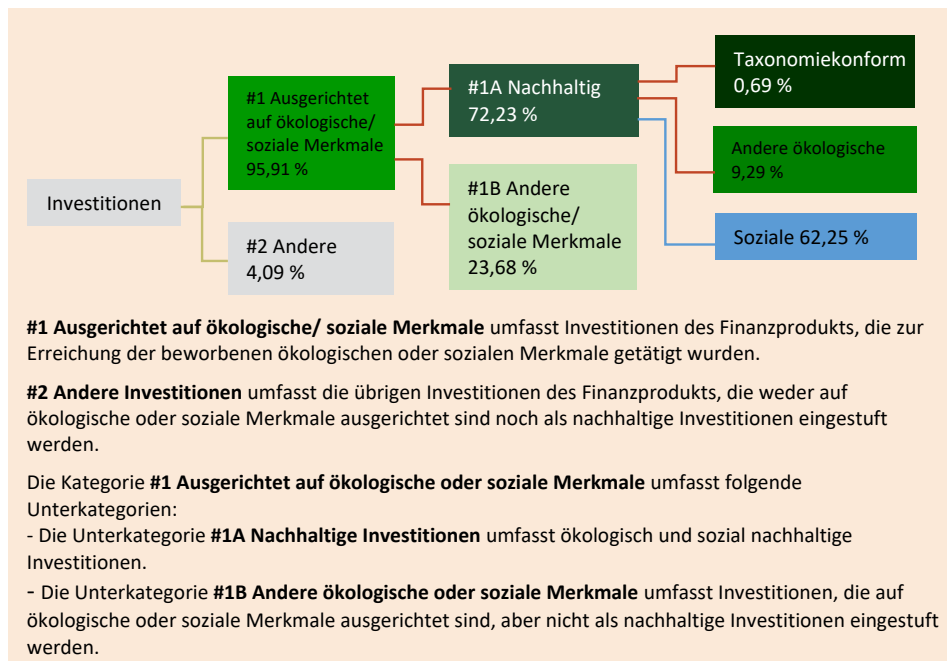 Investitionen
#1 Ausgerichtet
auf ökologische/
soziale Merkmale
95,91 %
#2 Andere
4,09 %
#1A Nachhaltig
72,23 %
#1B Andere
ökologische/
soziale Merkmale
23,68 %
Taxonomiekonform
0,69 %
Andere ökologische
9,29 %
Soziale 62,25 %
#1 Ausgerichtet auf ökologische/ soziale Merkmale umfasst Investitionen des Finanzprodukts, die zur
Erreichung der beworbenen ökologischen oder sozialen Merkmale getätigt wurden.
#2 Andere Investitionen umfasst die übrigen Investitionen des Finanzprodukts, die weder auf
ökologische oder soziale Merkmale ausgerichtet sind noch als nachhaltige Investitionen eingestuft
werden.
Die Kategorie #1 Ausgerichtet auf ökologische oder soziale Merkmale umfasst folgende
Unterkategorien:
- Die Unterkategorie #1A Nachhaltige Investitionen umfasst ökologisch und sozial nachhaltige
Investitionen.
- Die Unterkategorie #1B Andere ökologische oder soziale Merkmale umfasst Investitionen, die auf
ökologische oder soziale Merkmale ausgerichtet sind, aber nicht als nachhaltige Investitionen eingestuft
werden.